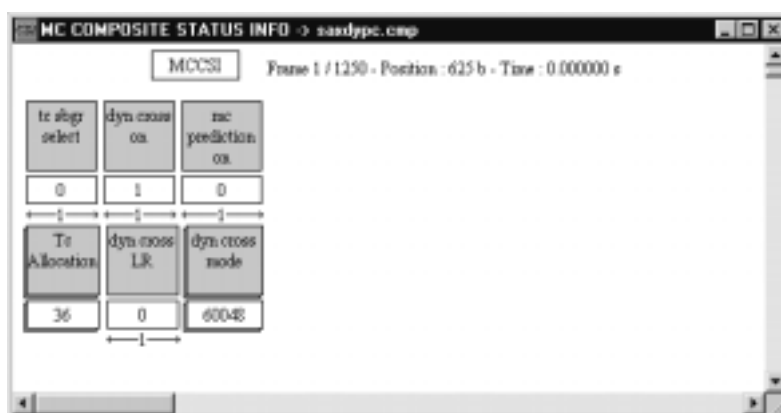 MC COMPOSITE STATUS INFO -> saxdypc.cmp
MCCSI
Frame 1 / 1250 - Position : 625 b - Time : 0.000000 s
tc sbgr select
dyn cross on
mc prediction on
0
1
0
1
1
1
Tc Allocation
dyn cross LR
dyn cross mode
36
0
60048
1